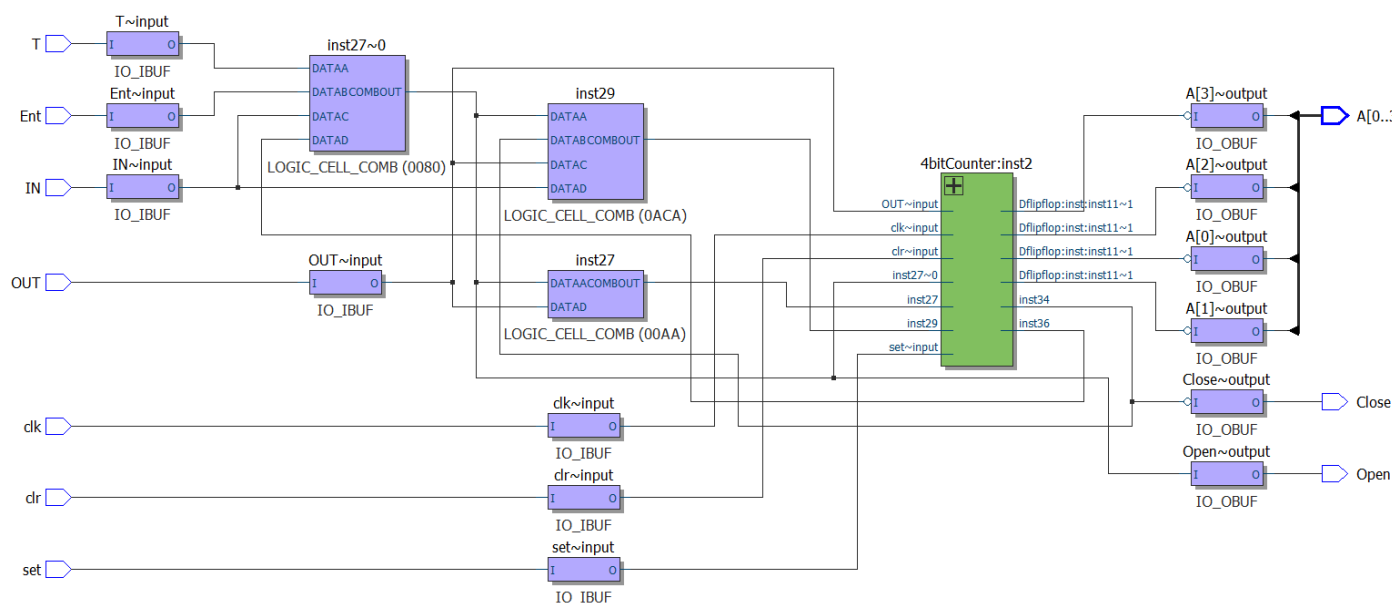 T
T~input
I
O
IO_IBUF
Ent
Ent~input
I
O
IO_IBUF
IN
IN~input
I
O
IO_IBUF
inst27~0
DATAA
DATAB
COMBOUT
DATAC
DATAD
LOGIC_CELL_COMB (0080)
OUT
OUT~input
I
O
IO_IBUF
inst29
DATAA
DATAB
COMBOUT
DATAC
DATAD
LOGIC_CELL_COMB (0ACA)
inst27
DATAA
COMBOUT
DATAD
LOGIC_CELL_COMB (00AA)
clk
clk~input
I
O
IO_IBUF
clr
clr~input
I
O
IO_IBUF
set
set~input
I
O
IO_IBUF
4bitCounter:inst2
OUT~input
clk~input
clr~input
inst27~0
inst27
inst29
set~input
Dflipflop:inst:inst11~1
Dflipflop:inst:inst11~1
Dflipflop:inst:inst11~1
Dflipflop:inst:inst11~1
inst34
inst36
A[3]~output
I
O
IO_OBUF
A[2]~output
I
O
IO_OBUF
A[0]~output
I
O
IO_OBUF
A[1]~output
I
O
IO_OBUF
Close~output
I
O
IO_OBUF
Open~output
I
O
IO_OBUF
A[0..3
Close
Open